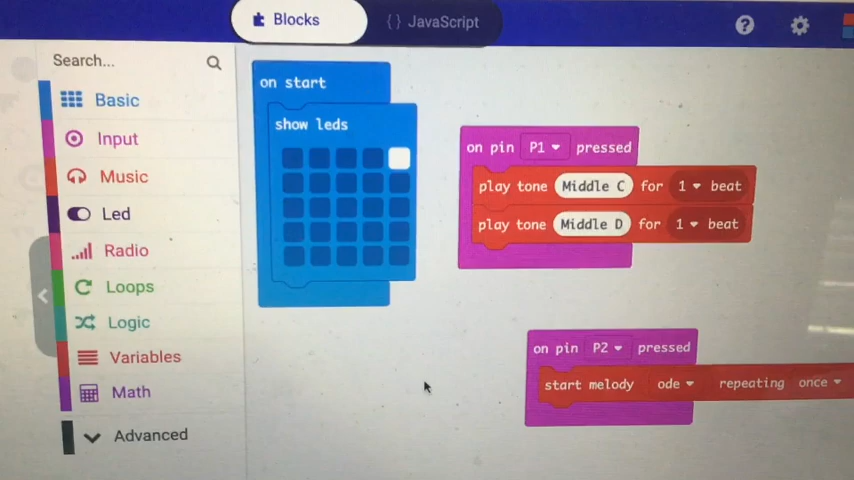 Blocks
{ } JavaScript
?
Search...
Basic
Input
Music
Led
Radio
Loops
Logic
Variables
Math
Advanced
on start
show leds
on pin P1 pressed
play tone Middle C for 1 beat
play tone Middle D for 1 beat
on pin P2 pressed
start melody ode repeating once